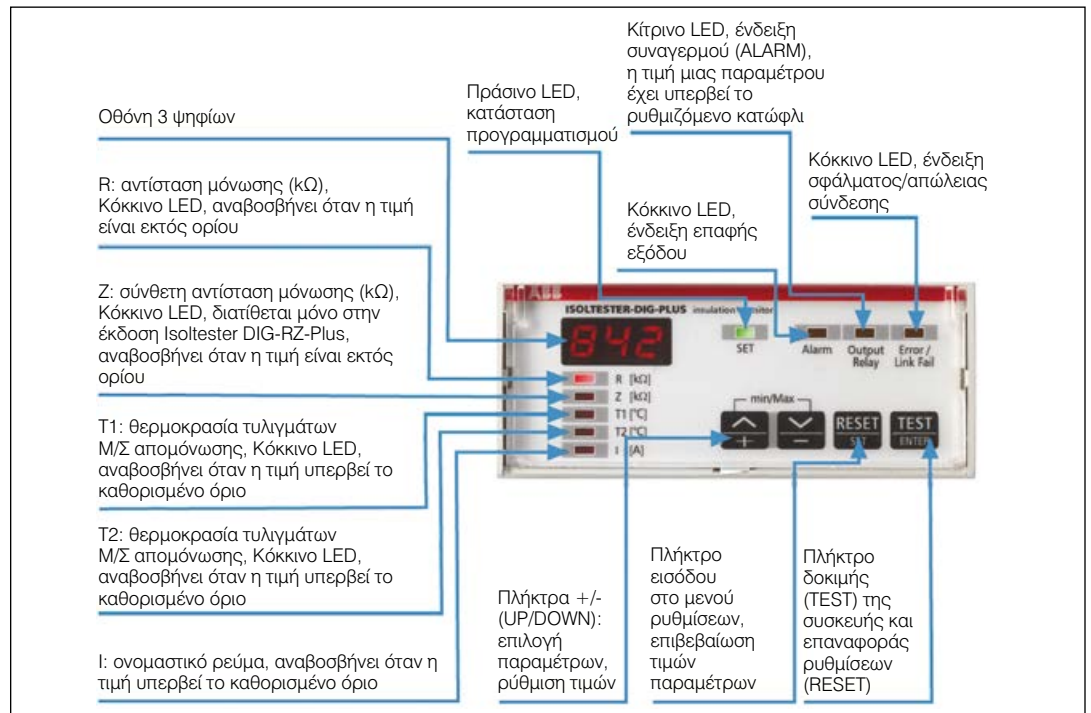 Κίτρινο LED, ένδειξη
συναγερμού (ALARM),
η τιμή μιας παραμέτρου
έχει υπερβεί το
ρυθμιζόμενο κατώφλι
Πράσινο LED,
κατάσταση
προγραμματισμού
Οθόνη 3 ψηφίων
Κόκκινο LED, ένδειξη
σφάλματος/απώλειας
σύνδεσης
R: αντίσταση μόνωσης (kΩ),
Κόκκινο LED, αναβοσβήνει όταν η τιμή
είναι εκτός ορίου
Κόκκινο LED,
ένδειξη επαφής
εξόδου
Z: σύνθετη αντίσταση μόνωσης (kΩ),
Κόκκινο LED, διατίθεται μόνο στην
έκδοση Isoltester DIG-RZ-Plus,
αναβοσβήνει όταν η τιμή είναι εκτός
ορίου
T1: θερμοκρασία τυλιγμάτων
Μ/Σ απομόνωσης, Κόκκινο LED,
αναβοσβήνει όταν η τιμή υπερβεί το
καθορισμένο όριο
T2: θερμοκρασία τυλιγμάτων
Μ/Σ απομόνωσης, Κόκκινο LED,
αναβοσβήνει όταν η τιμή υπερβεί το
καθορισμένο όριο
I: ονομαστικό ρεύμα, αναβοσβήνει όταν η
τιμή υπερβεί το καθορισμένο όριο
ABB
ISOLTESTER-DIG-PLUS insulation monitor
842
SET
Alarm
Output
Relay
Error /
Link Fail
R [kΩ]
Z [kΩ]
T1 [°C]
T2 [°C]
I [A]
min/Max
+
−
RESET
SET
TEST
ENTER
Πλήκτρα +/-
(UP/DOWN):
επιλογή
παραμέτρων,
ρύθμιση τιμών
Πλήκτρο
εισόδου
στο μενού
ρυθμίσεων,
επιβεβαίωση
τιμών
παραμέτρων
Πλήκτρο
δοκιμής
(TEST) της
συσκευής και
επαναφοράς
ρυθμίσεων
(RESET)